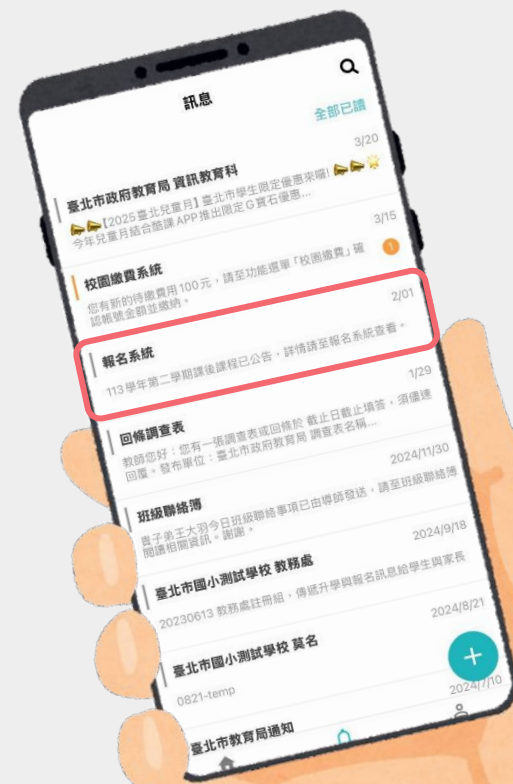 訊息
全部已讀
臺北市政府教育局 資訊教育科
3/20
【2025臺北兒童月】臺北市學生限定優惠來囉!
今年兒童月結合酷課APP推出限定G寶石優惠...
校園繳費系統
3/15
您有新的待繳費用100元,請至功能選單「校園繳費」確
認帳號金額並繳納。
1
報名系統
2/01
113學年第二學期課後課程已公告,詳情請至報名系統查看。
回條調查表
1/29
教師您好:您有一張調查表或回條於 截止日截止填答,須儘速
回覆。發布單位:臺北市政府教育局 調查表名稱...
班級聯絡簿
2024/11/30
貴子弟王大羽今日班級聯絡事項已由導師發送,請至班級聯絡簿
閱讀相關資訊。謝謝。
臺北市國小測試學校 教務處
2024/9/18
20230613 教務處註冊組,傳遞升學與報名訊息給學生與家長
臺北市國小測試學校 莫名
2024/8/21
0821-temp
臺北市教育局通知
2024/7/10